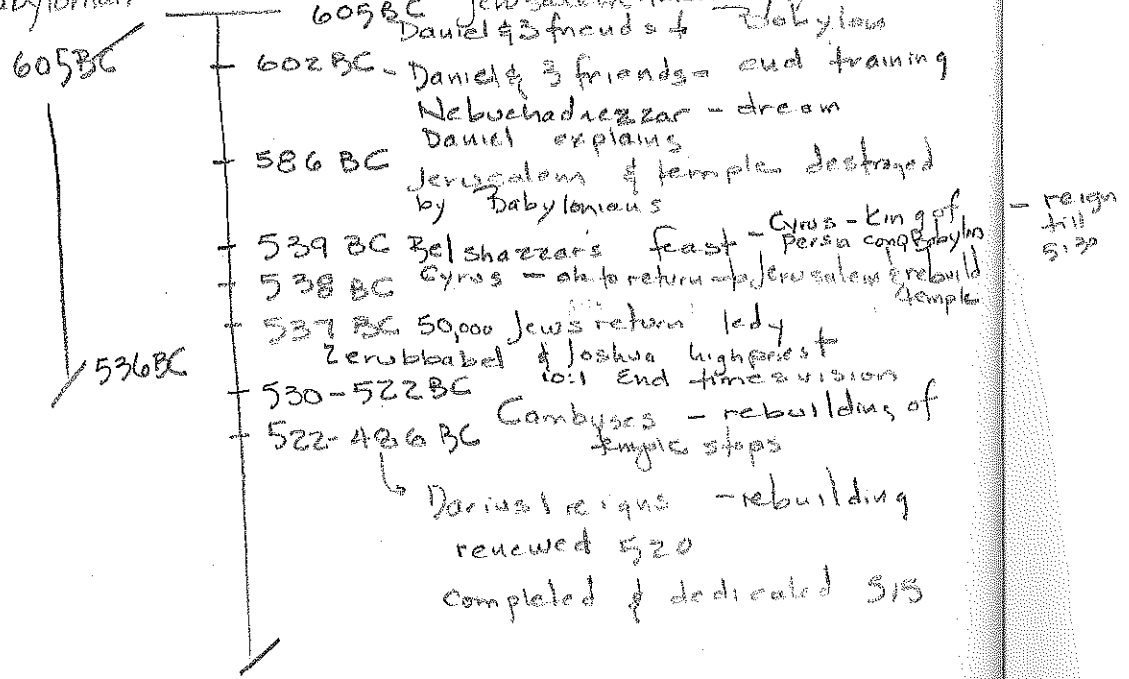 605BC Jerusalem
Daniel & 3 friends → Babylon
605BC
602BC - Daniel & 3 friends - end training
Nebuchadrezzar - dream
Daniel explains
586 BC Jerusalem & temple destroyed
by Babylonians
539 BC Belshazzar's feast - Cyrus - King of
Persia conq Babylon
- reign
till
530
538 BC Cyrus - ok to return → Jerusalem & rebuild
temple
537 BC 50,000 Jews return led by
Zerubbabel & Joshua high priest
536BC
10:1 End times vision
530-522BC
Cambyses - rebuilding of
temple stops
522-486 BC
Darius I reigns - rebuilding
renewed 520
completed & dedicated 515